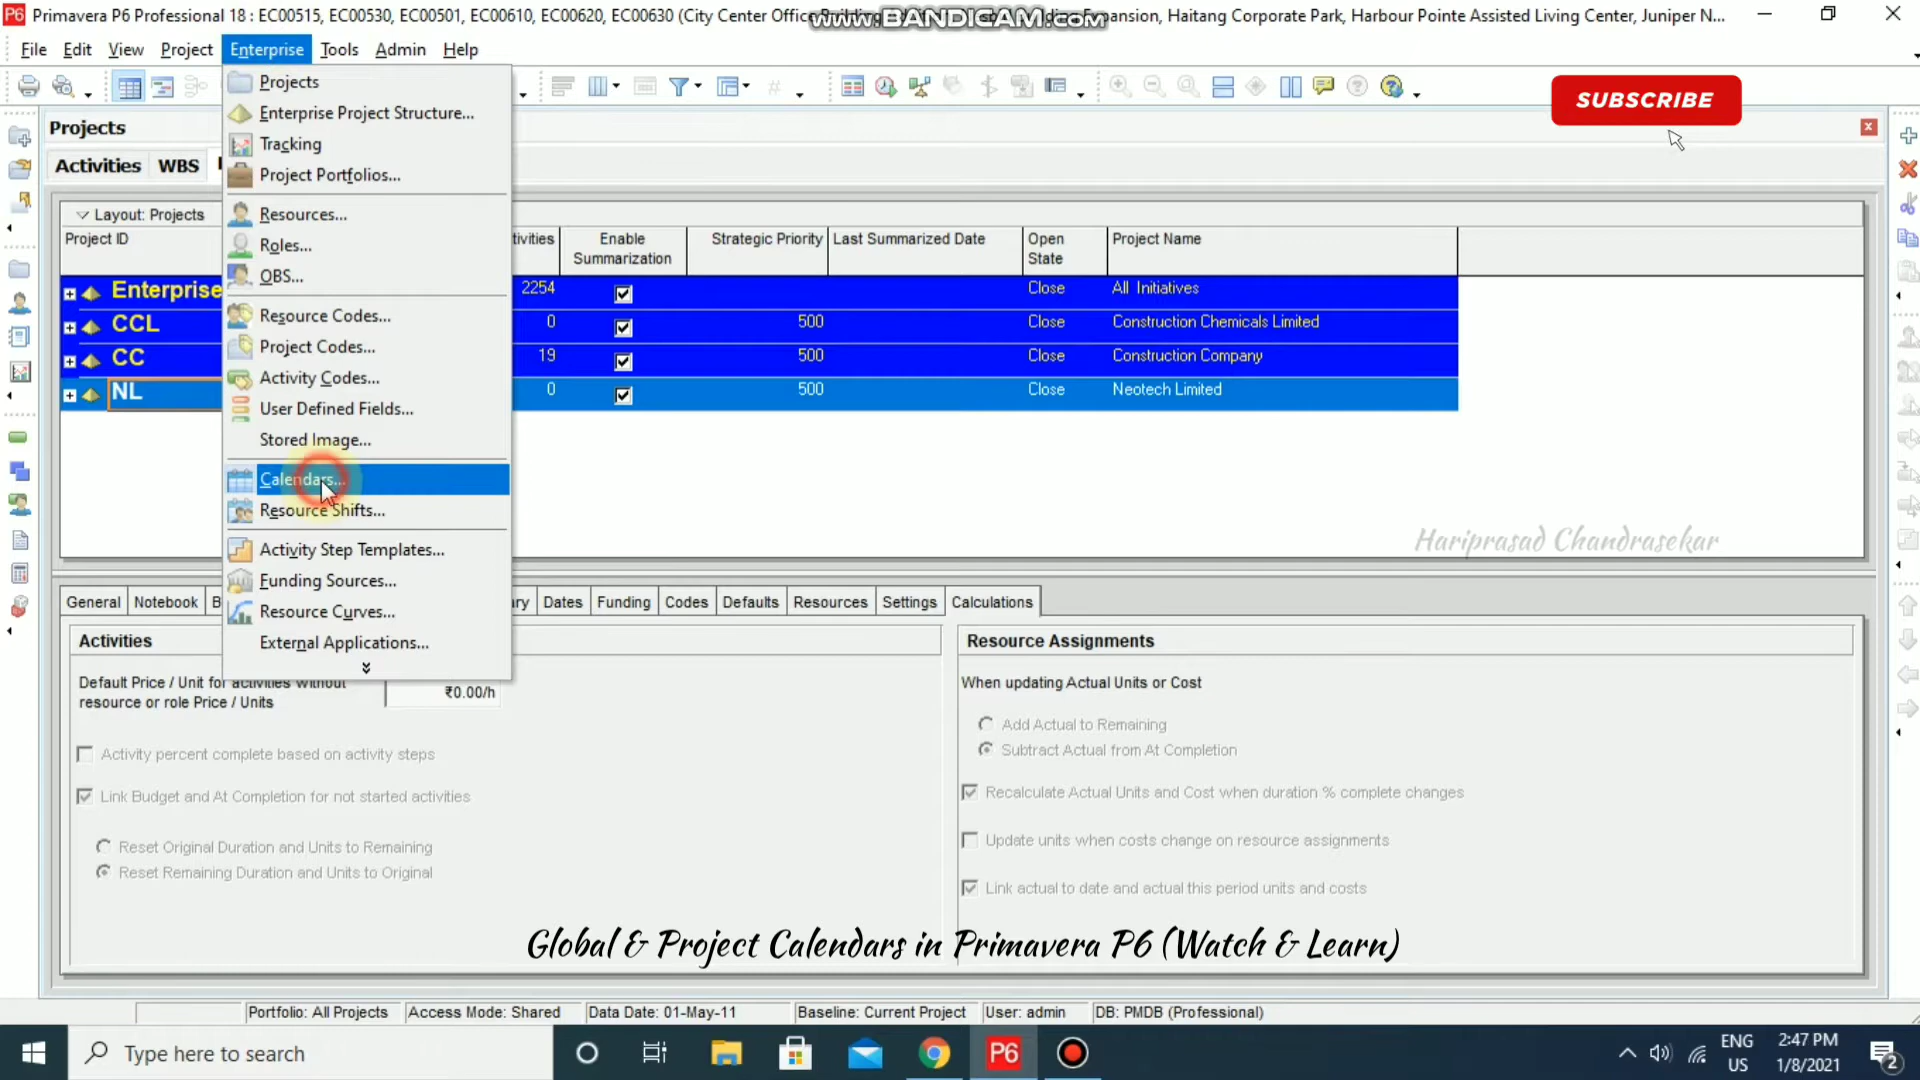 Primavera P6 Professional 18 : EC00515, EC00530, EC00501, EC00610, EC00620, EC00630 (City Center Office Building Expansion, Haitang Corporate Park, Harbour Pointe Assisted Living Center, Juniper N...
www.BANDICAM.com
File Edit View Project Enterprise Tools Admin Help
SUBSCRIBE
Projects
Activities WBS
Layout: Projects
Project ID
tivities
Enable Summarization
Strategic Priority
Last Summarized Date
Open State
Project Name
Enterprise 2254 Close All Initiatives
CCL 0 500 Close Construction Chemicals Limited
CC 19 500 Close Construction Company
NL 0 500 Close Neotech Limited
Projects
Enterprise Project Structure...
Tracking
Project Portfolios...
Resources...
Roles...
OBS...
Resource Codes...
Project Codes...
Activity Codes...
User Defined Fields...
Stored Image...
Calendars...
Resource Shifts...
Activity Step Templates...
Funding Sources...
Resource Curves...
External Applications...
Hariprasad Chandrasekar
General Notebook B ry Dates Funding Codes Defaults Resources Settings Calculations
Activities
Default Price / Unit for activities without
resource or role Price / Units
₹0.00/h
Activity percent complete based on activity steps
Link Budget and At Completion for not started activities
Reset Original Duration and Units to Remaining
Reset Remaining Duration and Units to Original
Resource Assignments
When updating Actual Units or Cost
Add Actual to Remaining
Subtract Actual from At Completion
Recalculate Actual Units and Cost when duration % complete changes
Update units when costs change on resource assignments
Link actual to date and actual this period units and costs
Global & Project Calendars in Primavera P6 (Watch & Learn)
Portfolio: All Projects Access Mode: Shared Data Date: 01-May-11 Baseline: Current Project User: admin DB: PMDB (Professional)
Type here to search
P6
ENG
US
2:47 PM
1/8/2021
2